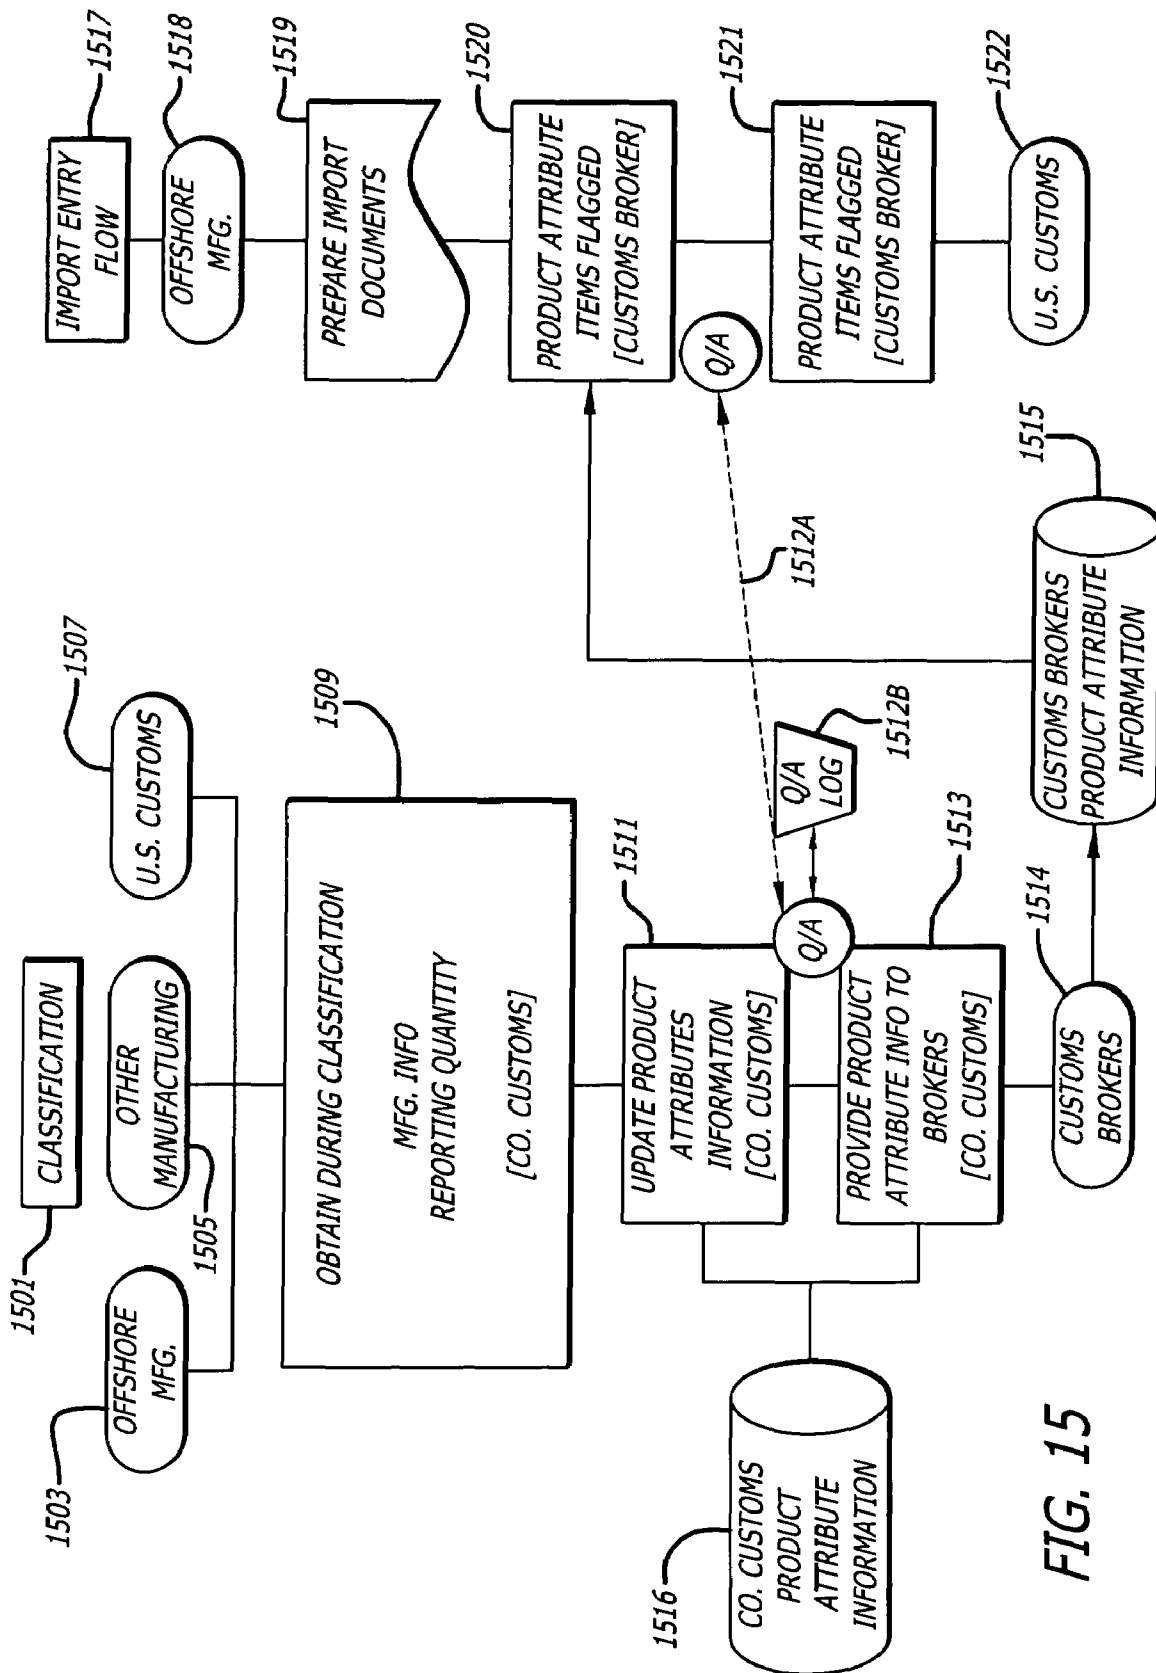 1501
CLASSIFICATION
1503
OFFSHORE
MFG.
1505
OTHER
MANUFACTURING
1507
U.S. CUSTOMS
1509
OBTAIN DURING CLASSIFICATION
MFG. INFO
REPORTING QUANTITY
[CO. CUSTOMS]
1511
UPDATE PRODUCT
ATTRIBUTES
INFORMATION
[CO. CUSTOMS]
Q/A
Q/A
LOG
1512B
1512A
1513
PROVIDE PRODUCT
ATTRIBUTE INFO TO
BROKERS
[CO. CUSTOMS]
1516
CO. CUSTOMS
PRODUCT
ATTRIBUTE
INFORMATION
1514
CUSTOMS
BROKERS
1515
CUSTOMS BROKERS
PRODUCT ATTRIBUTE
INFORMATION
1517
IMPORT ENTRY
FLOW
1518
OFFSHORE
MFG.
1519
PREPARE IMPORT
DOCUMENTS
1520
PRODUCT ATTRIBUTE
ITEMS FLAGGED
[CUSTOMS BROKER]
Q/A
1521
PRODUCT ATTRIBUTE
ITEMS FLAGGED
[CUSTOMS BROKER]
1522
U.S. CUSTOMS
FIG. 15